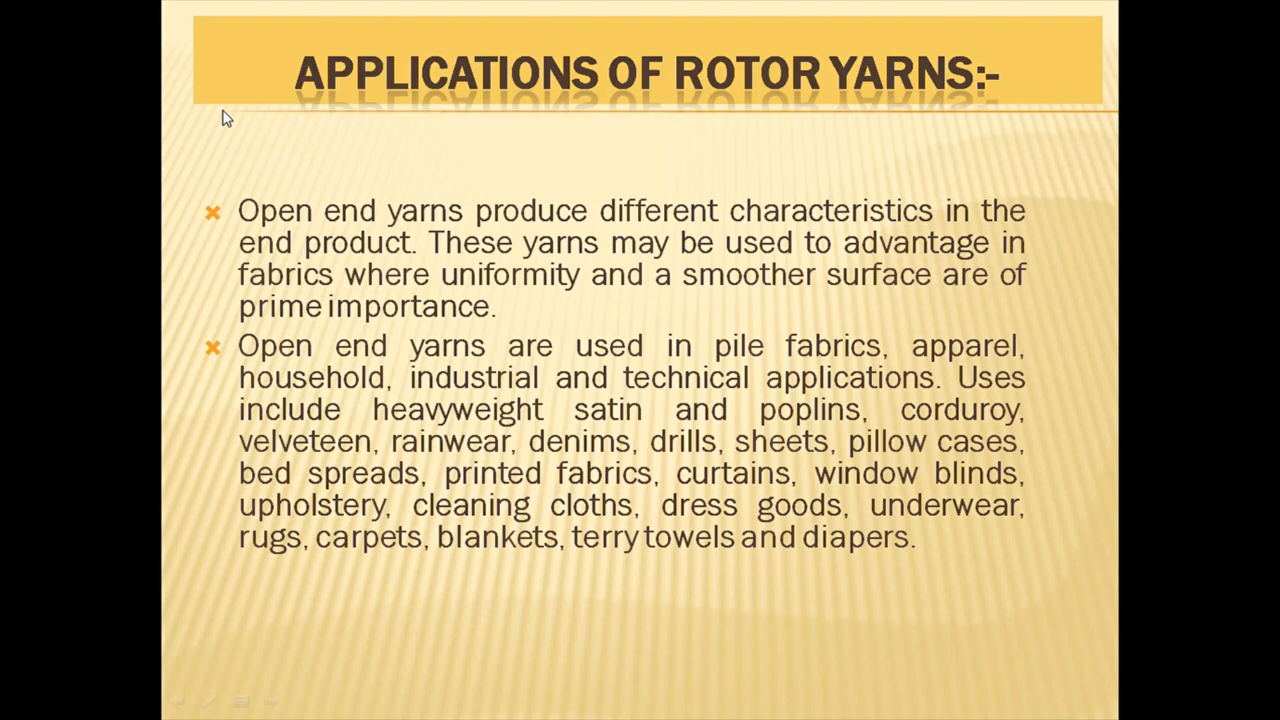 APPLICATIONS OF ROTOR YARNS:-
Open end yarns produce different characteristics in the
end product. These yarns may be used to advantage in
fabrics where uniformity and a smoother surface are of
prime importance.
Open end yarns are used in pile fabrics, apparel,
household, industrial and technical applications. Uses
include heavyweight satin and poplins, corduroy,
velveteen, rainwear, denims, drills, sheets, pillow cases,
bed spreads, printed fabrics, curtains, window blinds,
upholstery, cleaning cloths, dress goods, underwear,
rugs, carpets, blankets, terry towels and diapers.